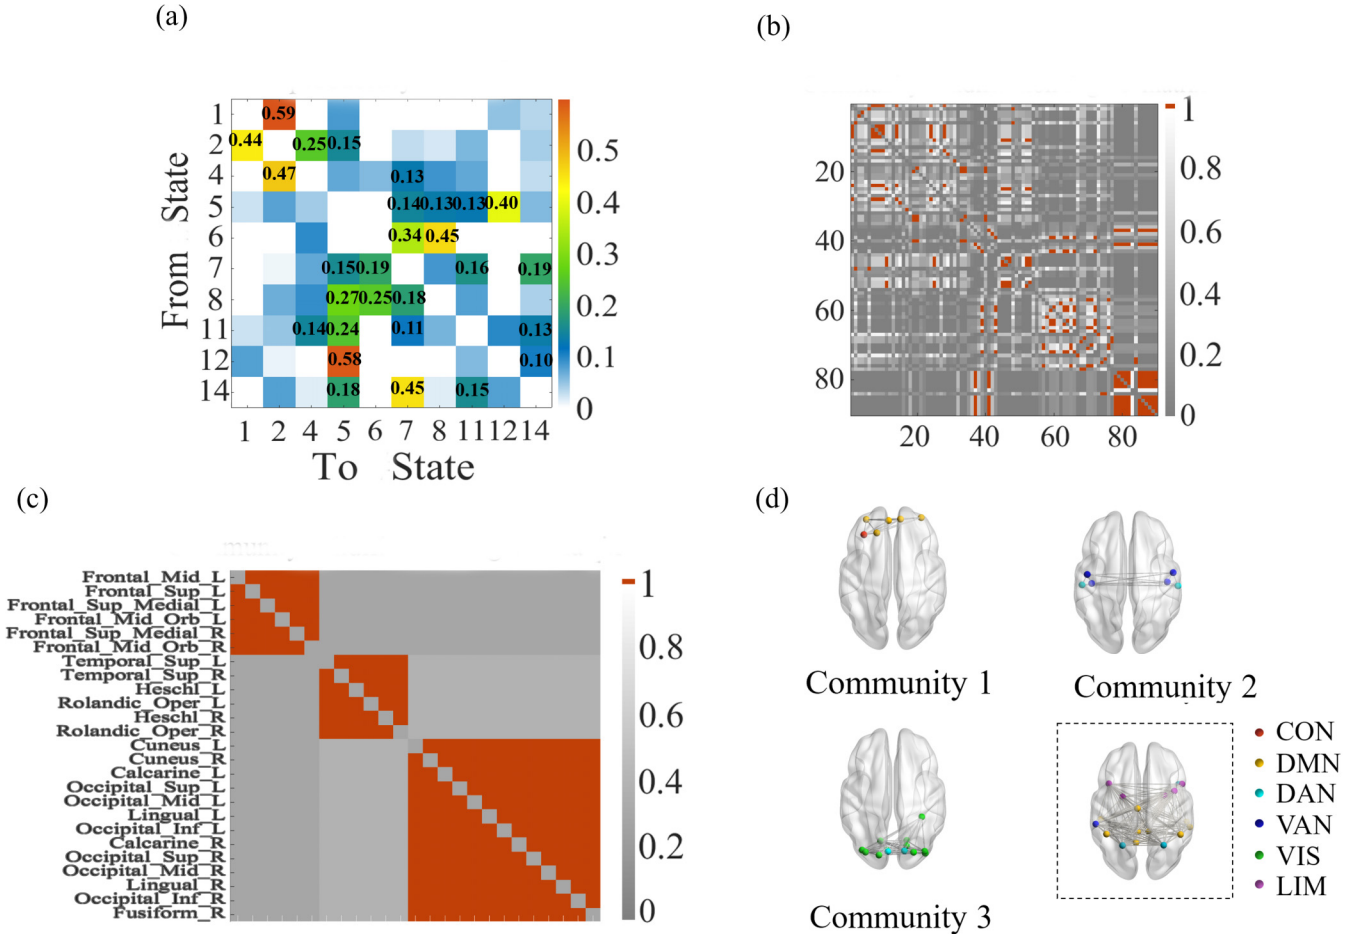 (a)
1 0.59
2 0.44 0.25 0.15
4 0.47 0.13
5 0.14 0.13 0.13 0.40
6 0.34 0.45
7 0.15 0.19 0.16 0.19
8 0.27 0.25 0.18
11 0.14 0.24 0.11 0.13
12 0.58 0.10
14 0.18 0.45 0.15
From State
1 2 4 5 6 7 8 11 12 14
To State
0.5
0.4
0.3
0.2
0.1
0
(b)
20
40
60
80
20 40 60 80
1
0.8
0.6
0.4
0.2
0
(c)
Frontal_Mid_L
Frontal_Sup_L
Frontal_Sup_Medial_L
Frontal_Mid_Orb_L
Frontal_Sup_Medial_R
Frontal_Mid_Orb_R
Temporal_Sup_L
Temporal_Sup_R
Heschl_L
Rolandic_Oper_L
Heschl_R
Rolandic_Oper_R
Cuneus_L
Cuneus_R
Calcarine_L
Occipital_Sup_L
Occipital_Mid_L
Lingual_L
Occipital_Inf_L
Calcarine_R
Occipital_Sup_R
Occipital_Mid_R
Lingual_R
Occipital_Inf_R
Fusiform_R
1
0.8
0.6
0.4
0.2
0
(d)
Community 1
Community 2
Community 3
CON
DMN
DAN
VAN
VIS
LIM